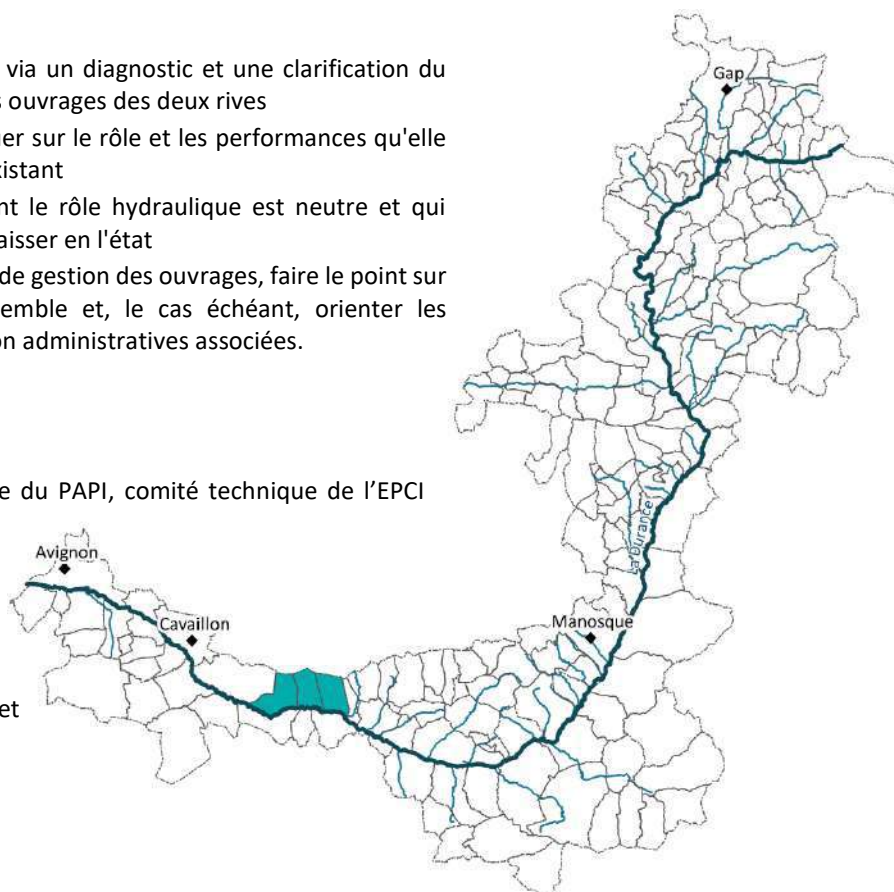 via un diagnostic et une clarification du
s ouvrages des deux rives
er sur le rôle et les performances qu'elle
istant
nt le rôle hydraulique est neutre et qui
aisser en l'état
de gestion des ouvrages, faire le point sur
emble et, le cas échéant, orienter les
on administratives associées.
e du PAPI, comité technique de l'EPCI
et
Gap
La Durance
Manosque
Avignon
Cavaillon